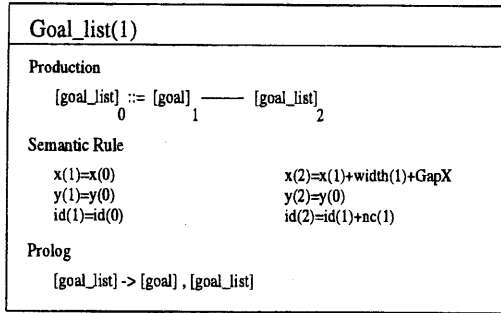 Goal_list(1)
Production
[goal_list] ::= [goal] —— [goal_list]
0 1 2
Semantic Rule
x(1)=x(0) x(2)=x(1)+width(1)+GapX
y(1)=y(0) y(2)=y(0)
id(1)=id(0) id(2)=id(1)+nc(1)
Prolog
[goal_list] -> [goal] , [goal_list]